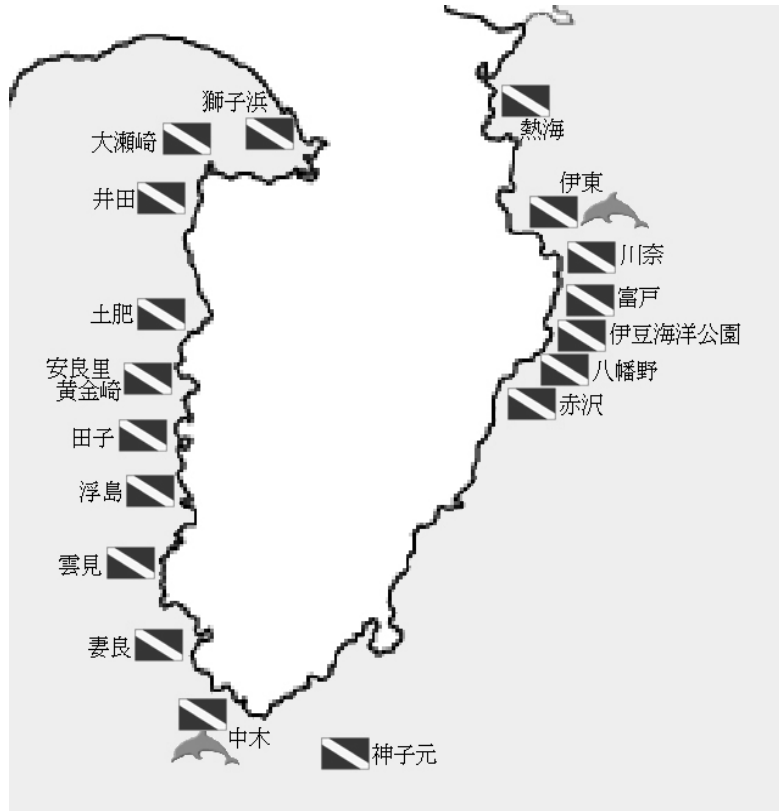 獅子浜
大瀬崎
熱海
井田
伊東
川奈
富戸
土肥
伊豆海洋公園
安良里
黄金崎
八幡野
赤沢
田子
浮島
雲見
妻良
中木
神子元